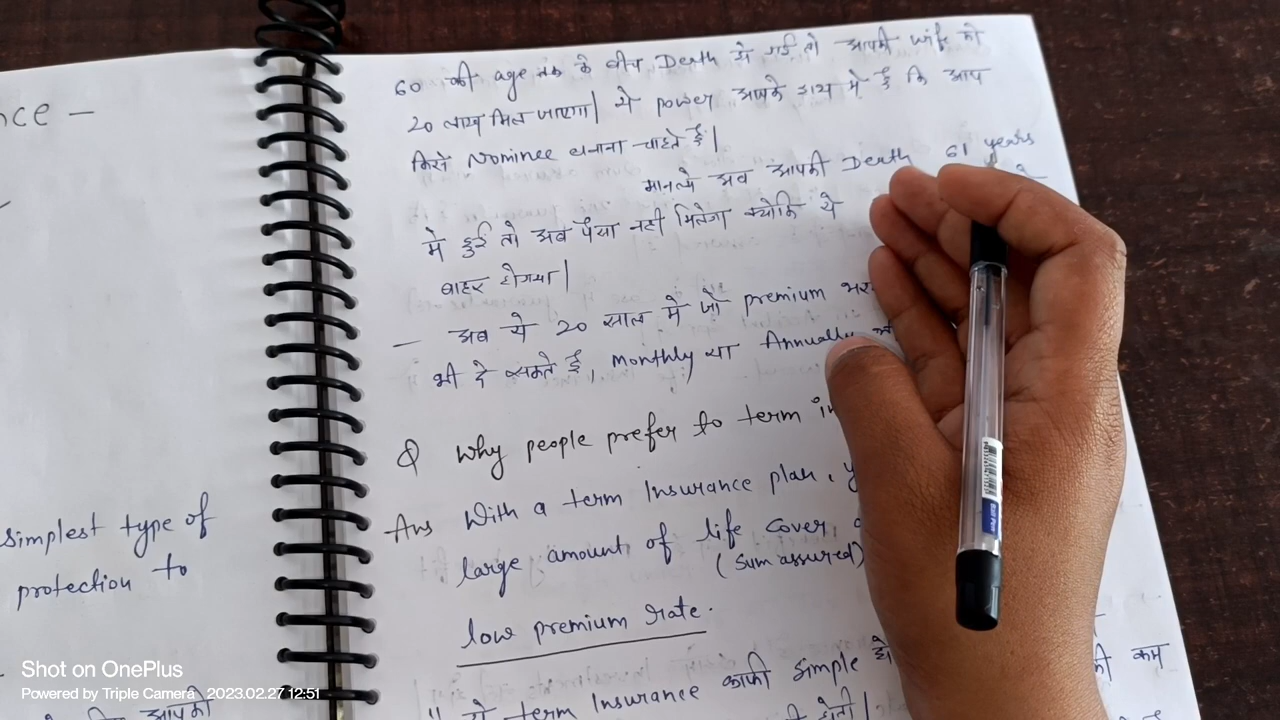 nce –
simplest type of
protection to
आपकी
60 की age तक के बीच Death हो गई तो आपकी wife को
20 लाख मिल जाएगा| ये power आपके हाथ मे है कि आप
किसे Nominee बनाना चाहते है|
मानलो अब आपकी Death 61 years
मे हुई तो अब पैसा नही मिलेगा क्योकि ये
बाहर होगया|
– अब ये 20 साल मे जो premium भर
भी दे सकते है, monthly या Annually
Q Why people prefer to term in
Ans With a term Insurance plan, y
large amount of life cover
(Sum assured)
low premium rate.
" ये term Insurance काफी simple हो की कम
होती|
Shot on OnePlus
Powered by Triple Camera 2023.02.27 12:51